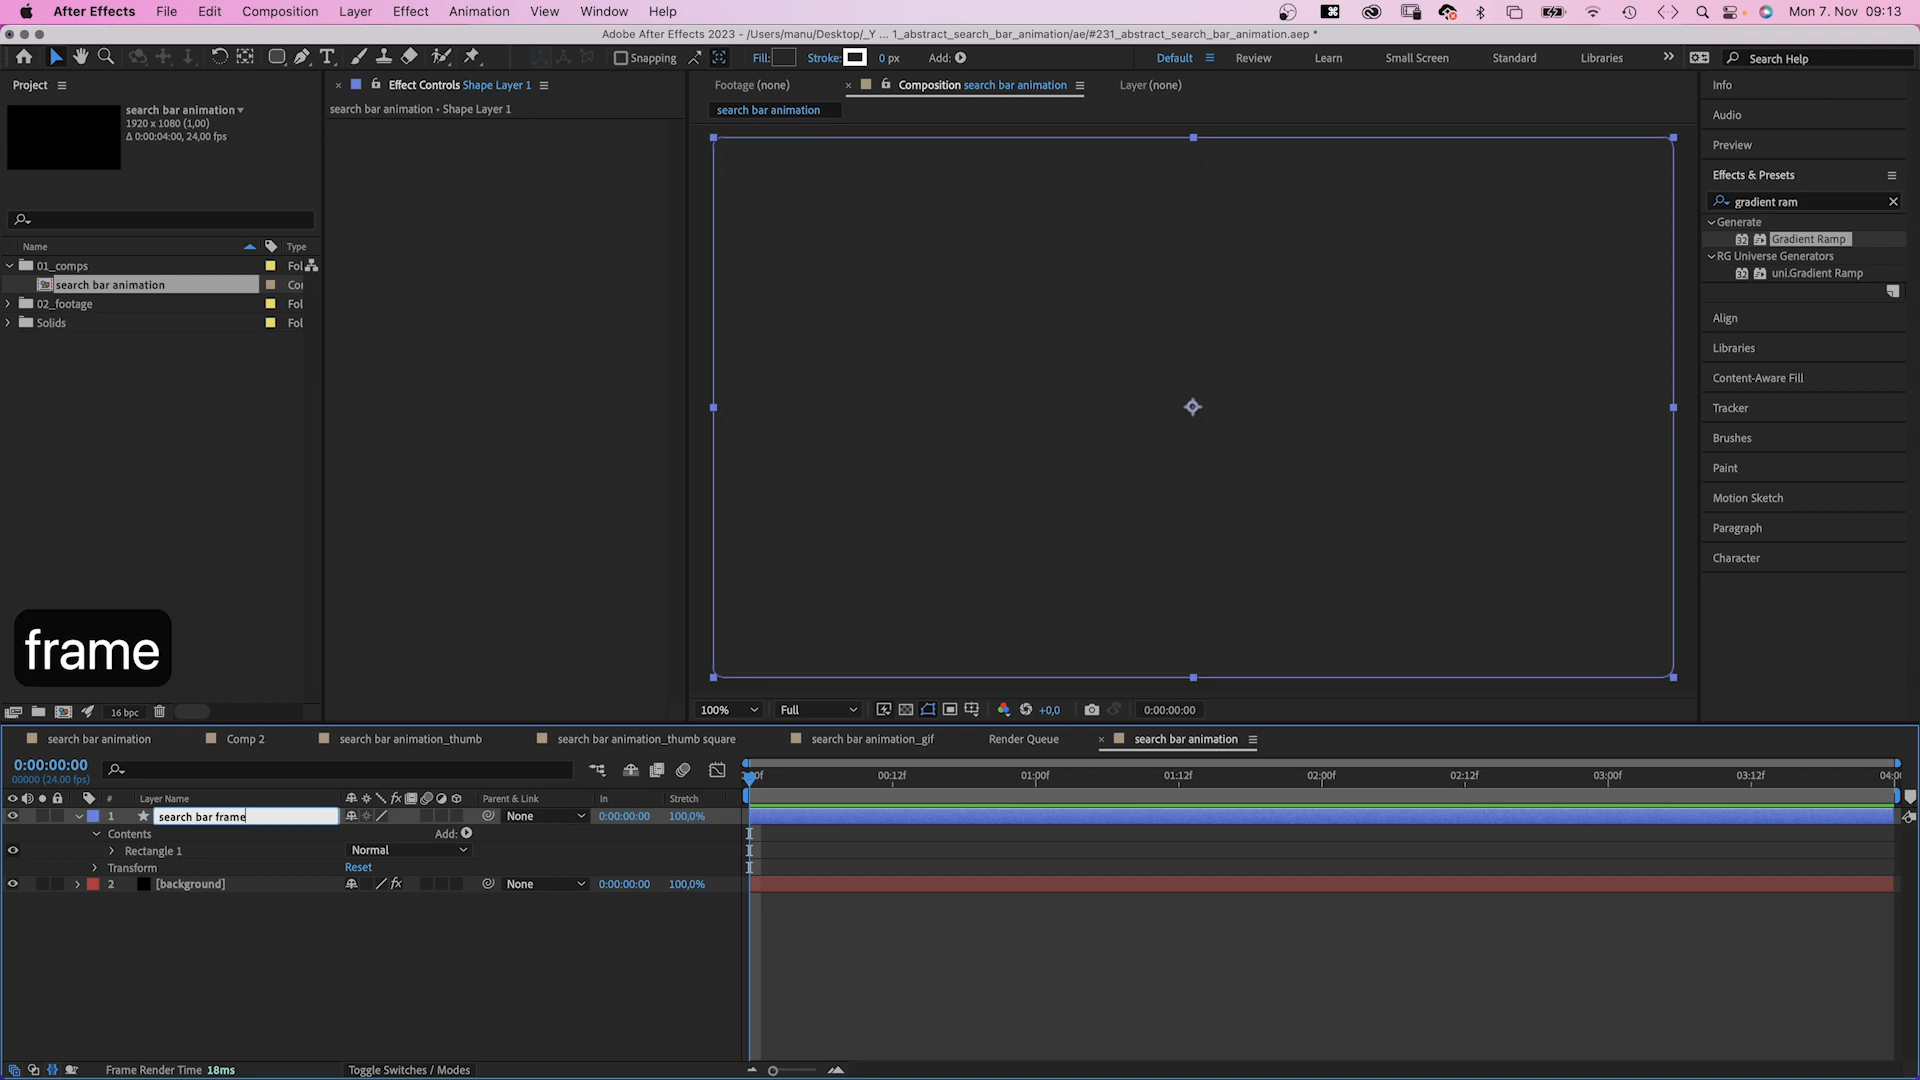 After Effects File Edit Composition Layer Effect Animation View Window Help Mon 7. Nov 09:13
Adobe After Effects 2023 - /Users/manu/Desktop/_Y ... 1_abstract_search_bar_animation/ae/#231_abstract_search_bar_animation.aep *
Snapping Fill: Stroke: 0 px Add: Default Review Learn Small Screen Standard Libraries Search Help
Project Effect Controls Shape Layer 1 Footage (none) Composition search bar animation Layer (none) Info
search bar animation
1920 x 1080 (1,00)
Δ 0:00:04:00, 24,00 fps
search bar animation • Shape Layer 1
search bar animation
Audio
Preview
Effects & Presets
gradient ram
Generate
Gradient Ramp
RG Universe Generators
uni.Gradient Ramp
Align
Libraries
Content-Aware Fill
Tracker
Brushes
Paint
Motion Sketch
Paragraph
Character
Name Type
01_comps Fol
search bar animation Coi
02_footage Fol
Solids Fol
frame
16 bpc
100% Full +0,0 0:00:00:00
search bar animation Comp 2 search bar animation_thumb search bar animation_thumb square search bar animation_gif Render Queue search bar animation
0:00:00:00
00000 (24.00 fps)
00:12f 01:00f 01:12f 02:00f 02:12f 03:00f 03:12f
# Layer Name Parent & Link In Stretch
1 search bar frame None 0:00:00:00 100,0%
Contents Add:
Rectangle 1 Normal
Transform Reset
2 [background] None 0:00:00:00 100,0%
Frame Render Time 18ms Toggle Switches / Modes